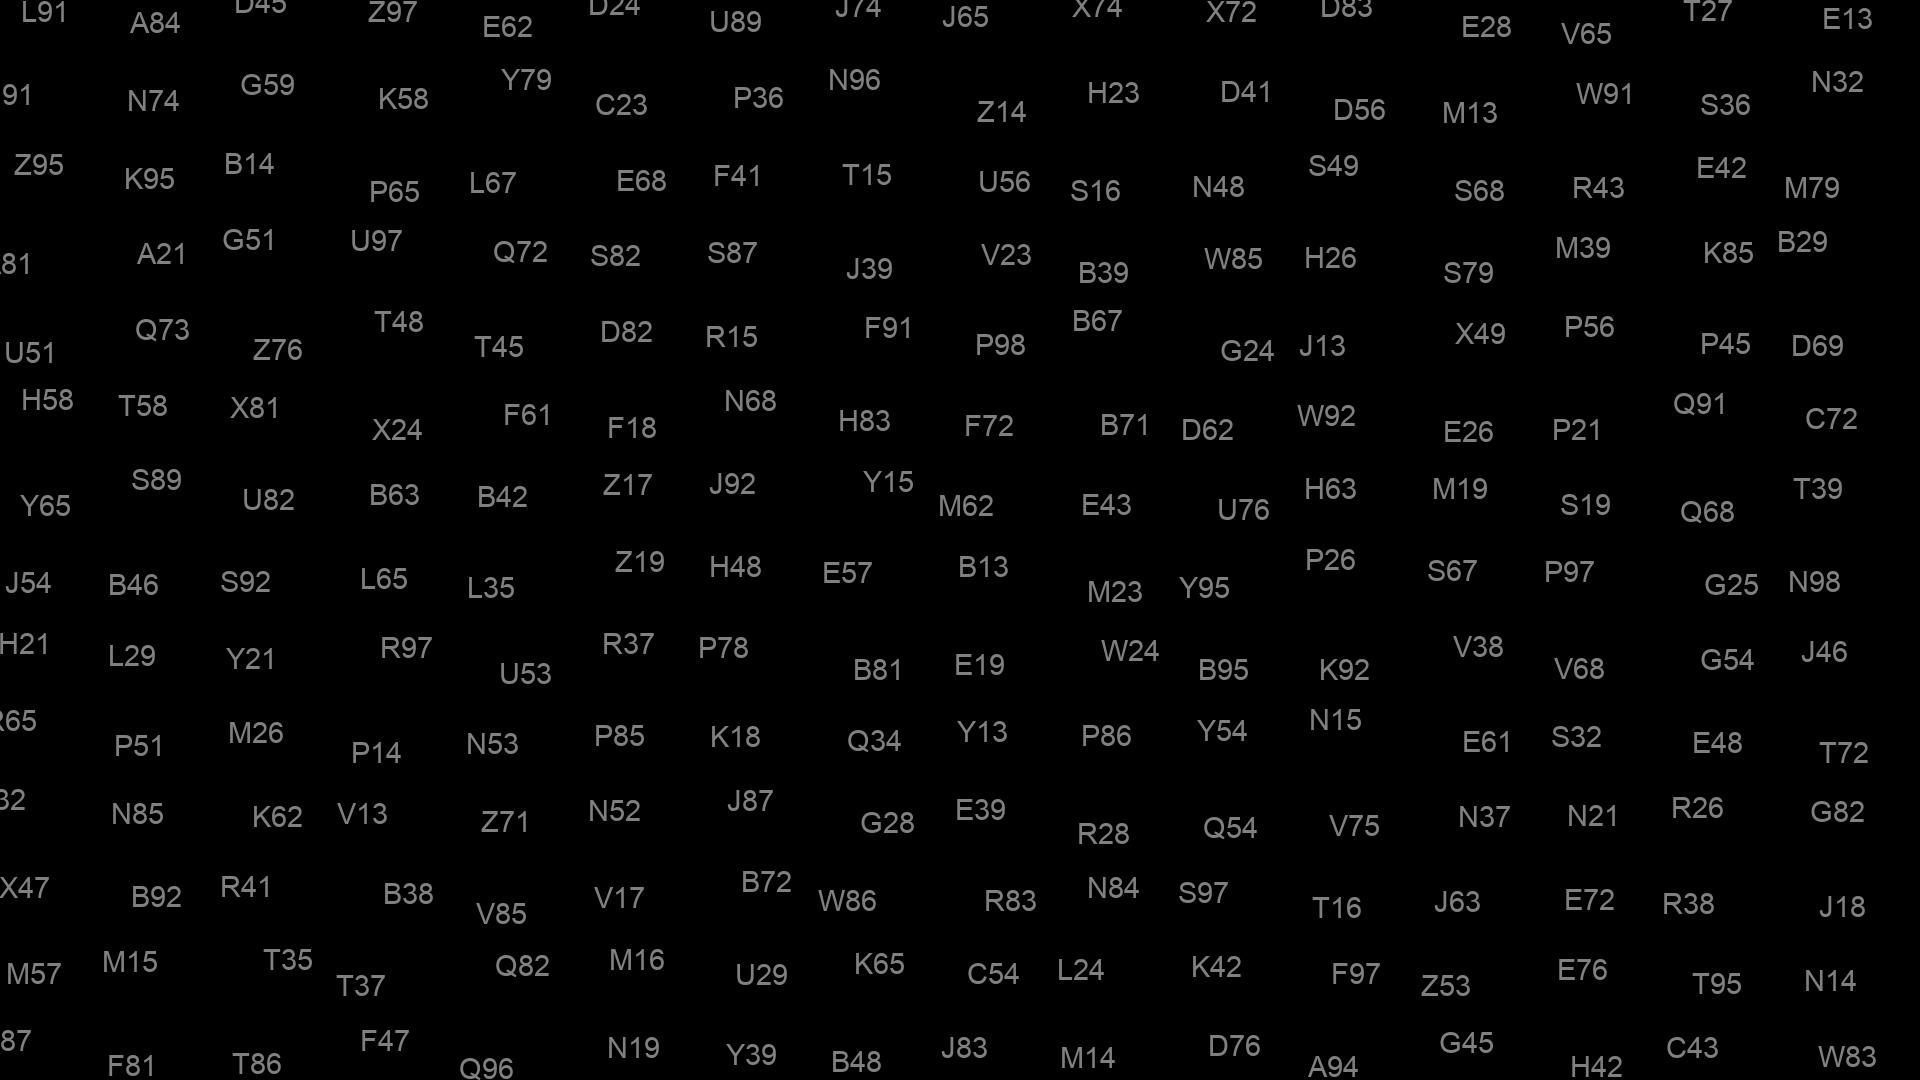 L91 A84 D45 Z97 E62 D24 U89 J74 J65 X74 X72 D83 E28 V65 T27 E13
91 N74 G59 K58 Y79 C23 P36 N96 Z14 H23 D41 D56 M13 W91 S36 N32
Z95 K95 B14 P65 L67 E68 F41 T15 U56 S16 N48 S49 S68 R43 E42 M79
81 A21 G51 U97 Q72 S82 S87 J39 V23 B39 W85 H26 S79 M39 K85 B29
U51 Q73 Z76 T48 T45 D82 R15 F91 P98 B67 G24 J13 X49 P56 P45 D69
H58 T58 X81 X24 F61 F18 N68 H83 F72 B71 D62 W92 E26 P21 Q91 C72
Y65 S89 U82 B63 B42 Z17 J92 Y15 M62 E43 U76 H63 M19 S19 Q68 T39
J54 B46 S92 L65 L35 Z19 H48 E57 B13 M23 Y95 P26 S67 P97 G25 N98
H21 L29 Y21 R97 U53 R37 P78 B81 E19 W24 B95 K92 V38 V68 G54 J46
R65 P51 M26 P14 N53 P85 K18 Q34 Y13 P86 Y54 N15 E61 S32 E48 T72
32 N85 K62 V13 Z71 N52 J87 G28 E39 R28 Q54 V75 N37 N21 R26 G82
X47 B92 R41 B38 V85 V17 B72 W86 R83 N84 S97 T16 J63 E72 R38 J18
M57 M15 T35 T37 Q82 M16 U29 K65 C54 L24 K42 F97 Z53 E76 T95 N14
87 F81 T86 F47 Q96 N19 Y39 B48 J83 M14 D76 A94 G45 H42 C43 W83